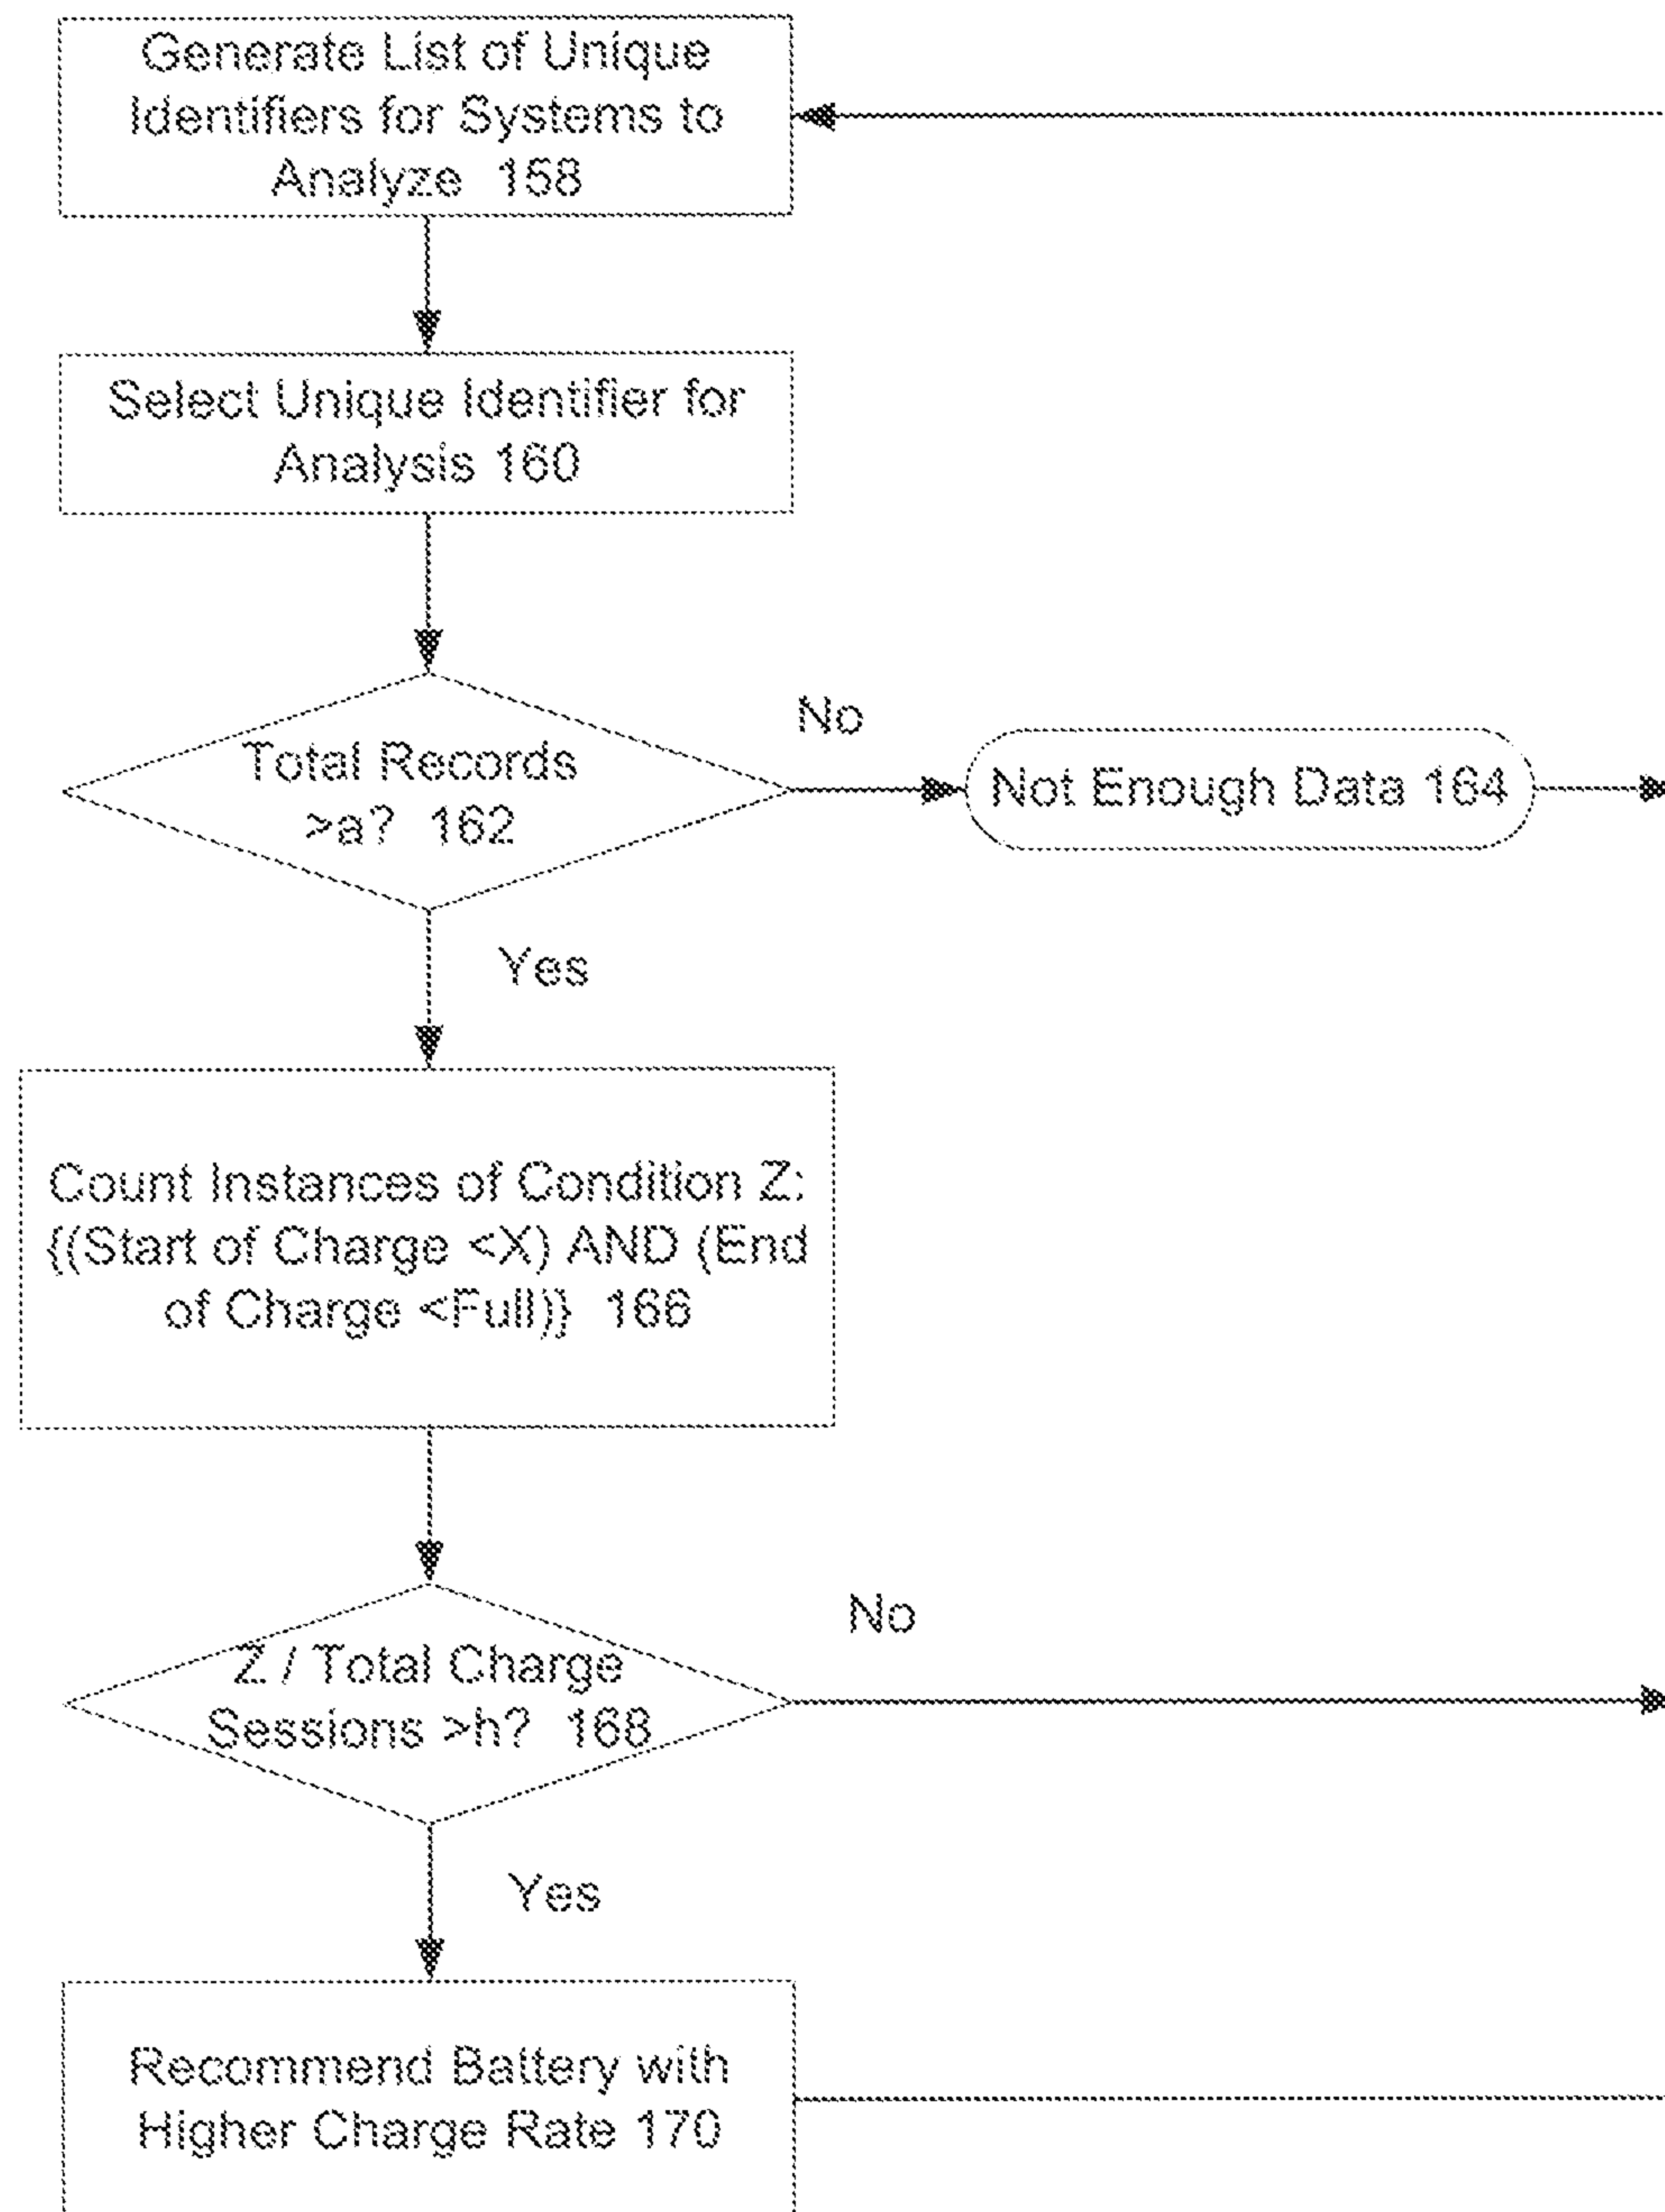 Generate List of Unique
Identifiers for Systems to
Analyze 158
Select Unique Identifier for
Analysis 160
Total Records
>a? 162
No
Not Enough Data 164
Yes
Count Instances of Condition Z:
{(Start of Charge <X) AND (End
of Charge <Full)} 166
Z / Total Charge
Sessions >h? 168
No
Yes
Recommend Battery with
Higher Charge Rate 170